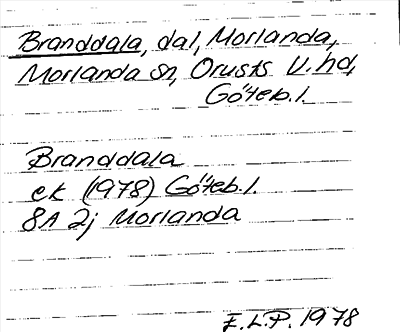 Branddala, dal, Morlanda,
Morlanda sn, Orusts V. hd,
Göteb. l.
Branddala
ek (1978) Göteb. l.
8A 2j Morlanda
E.L.P. 1978